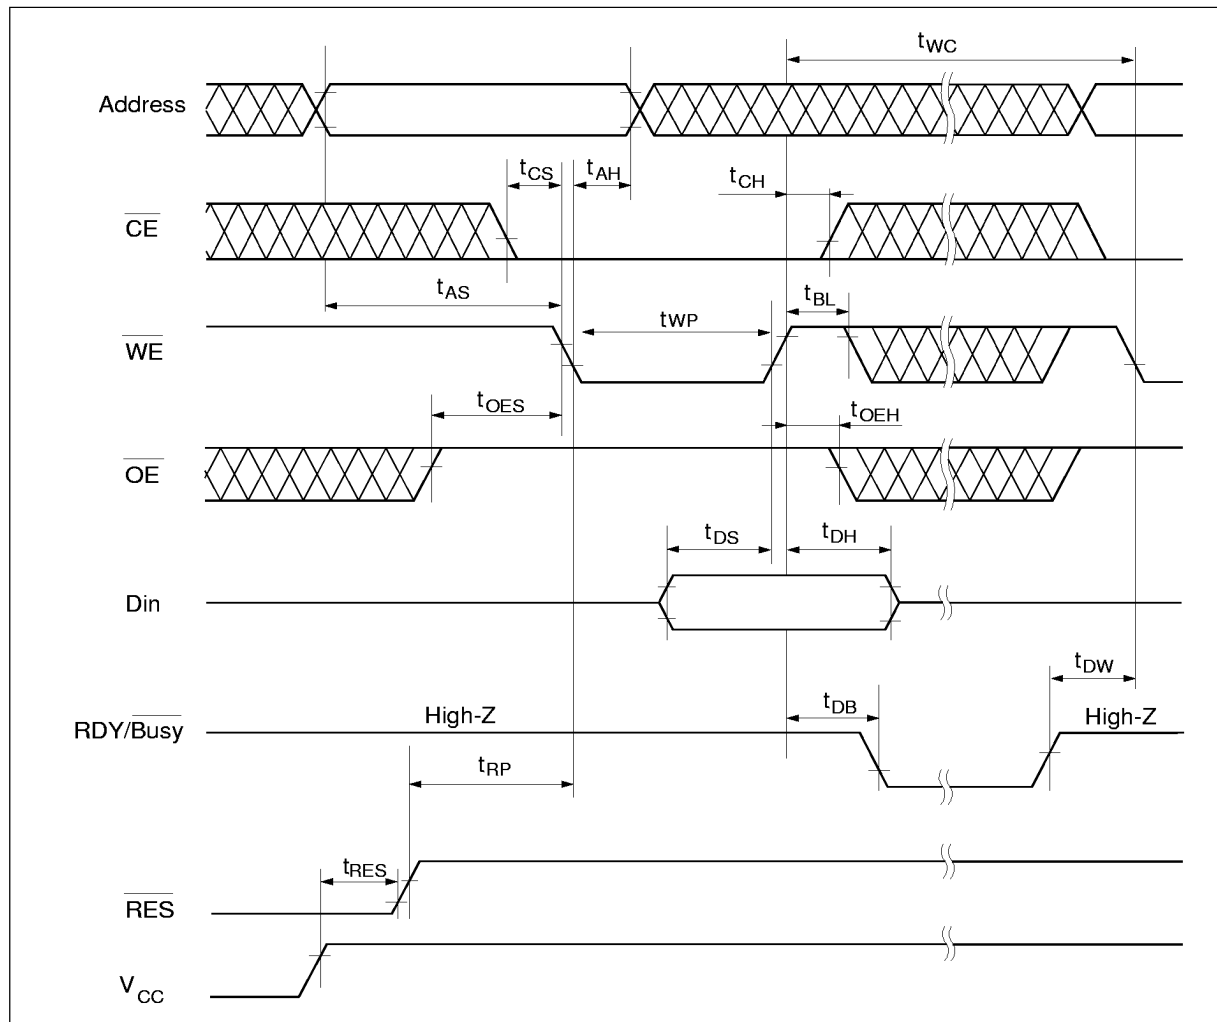 tWC
Address
tCS
tAH
tCH
CE
tAS
tBL
tWP
WE
tOES
tOEH
OE
tDS
tDH
Din
tDW
tDB
RDY/Busy
High-Z
High-Z
tRP
tRES
RES
VCC